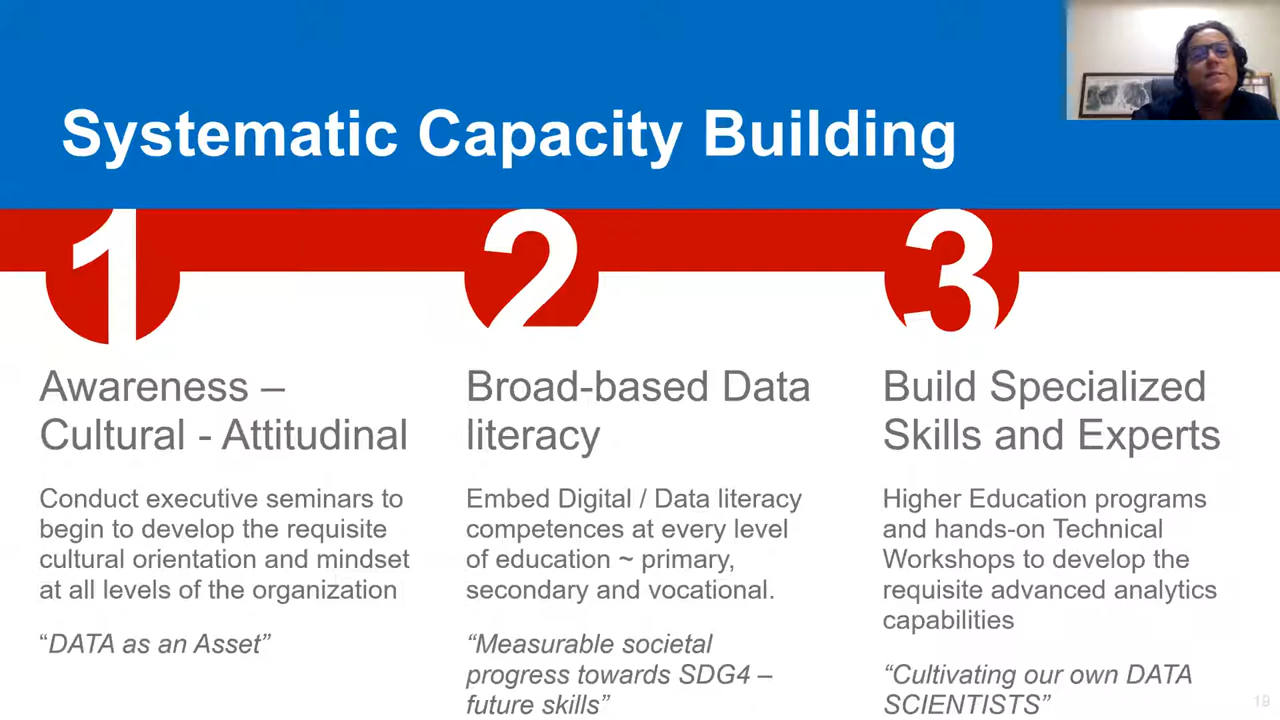 Systematic Capacity Building
1
Awareness –
Cultural - Attitudinal
Conduct executive seminars to
begin to develop the requisite
cultural orientation and mindset
at all levels of the organization
“DATA as an Asset”
2
Broad-based Data
literacy
Embed Digital / Data literacy
competences at every level
of education ~ primary,
secondary and vocational.
“Measurable societal
progress towards SDG4 –
future skills”
3
Build Specialized
Skills and Experts
Higher Education programs
and hands-on Technical
Workshops to develop the
requisite advanced analytics
capabilities
“Cultivating our own DATA
SCIENTISTS”
19